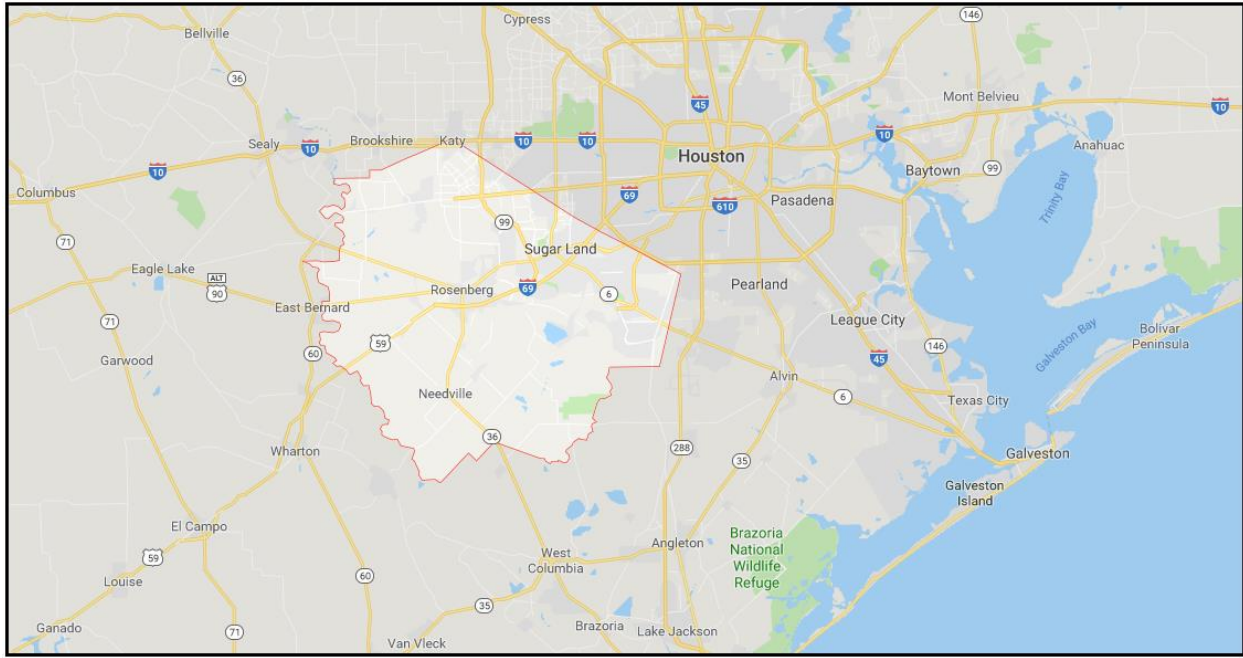 Cypress
146
Bellville
36
Mont Belvieu
45
10
Sealy
10
Brookshire
Katy
10
10
10
Houston
Anahuac
10
Baytown
99
Columbus
69
610
Pasadena
Trinity Bay
71
99
Sugar Land
Eagle Lake
ALT
90
Rosenberg
69
6
Pearland
East Bernard
League City
71
Galveston Bay
Bolivar
Peninsula
60
59
146
Garwood
45
Alvin
Needville
6
Texas City
36
288
35
Wharton
Galveston
Galveston
Island
El Campo
Brazoria
National
Wildlife
Refuge
59
West
Columbia
Angleton
Louise
60
35
Ganado
71
Van Vleck
Brazoria
Lake Jackson